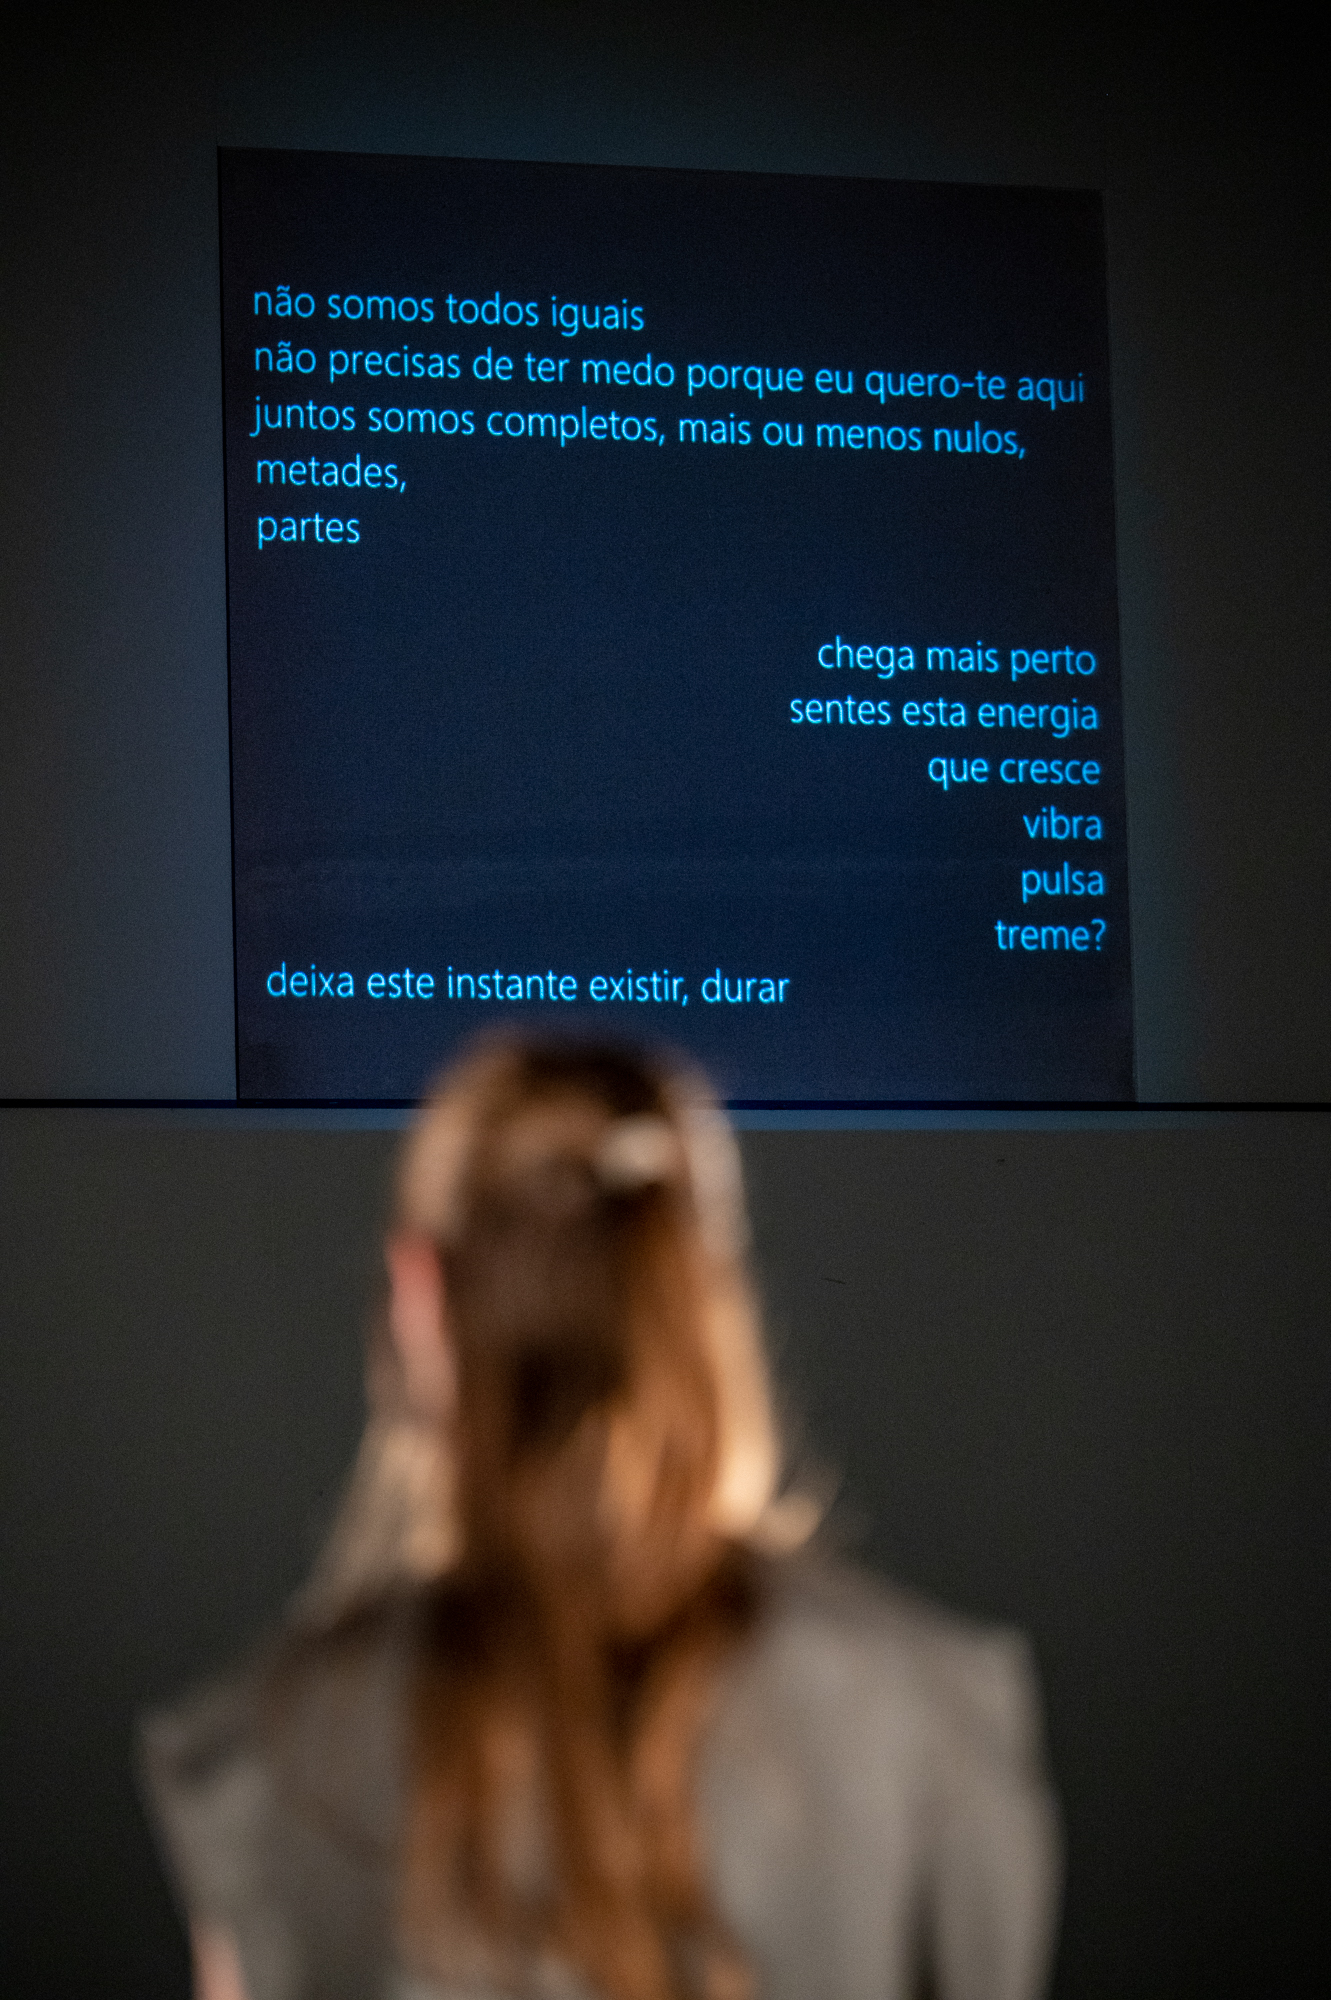 não somos todos iguais
não precisas de ter medo porque eu quero-te aqui
juntos somos completos, mais ou menos nulos,
metades,
partes
chega mais perto
sentes esta energia
que cresce
vibra
pulsa
treme?
deixa este instante existir, durar